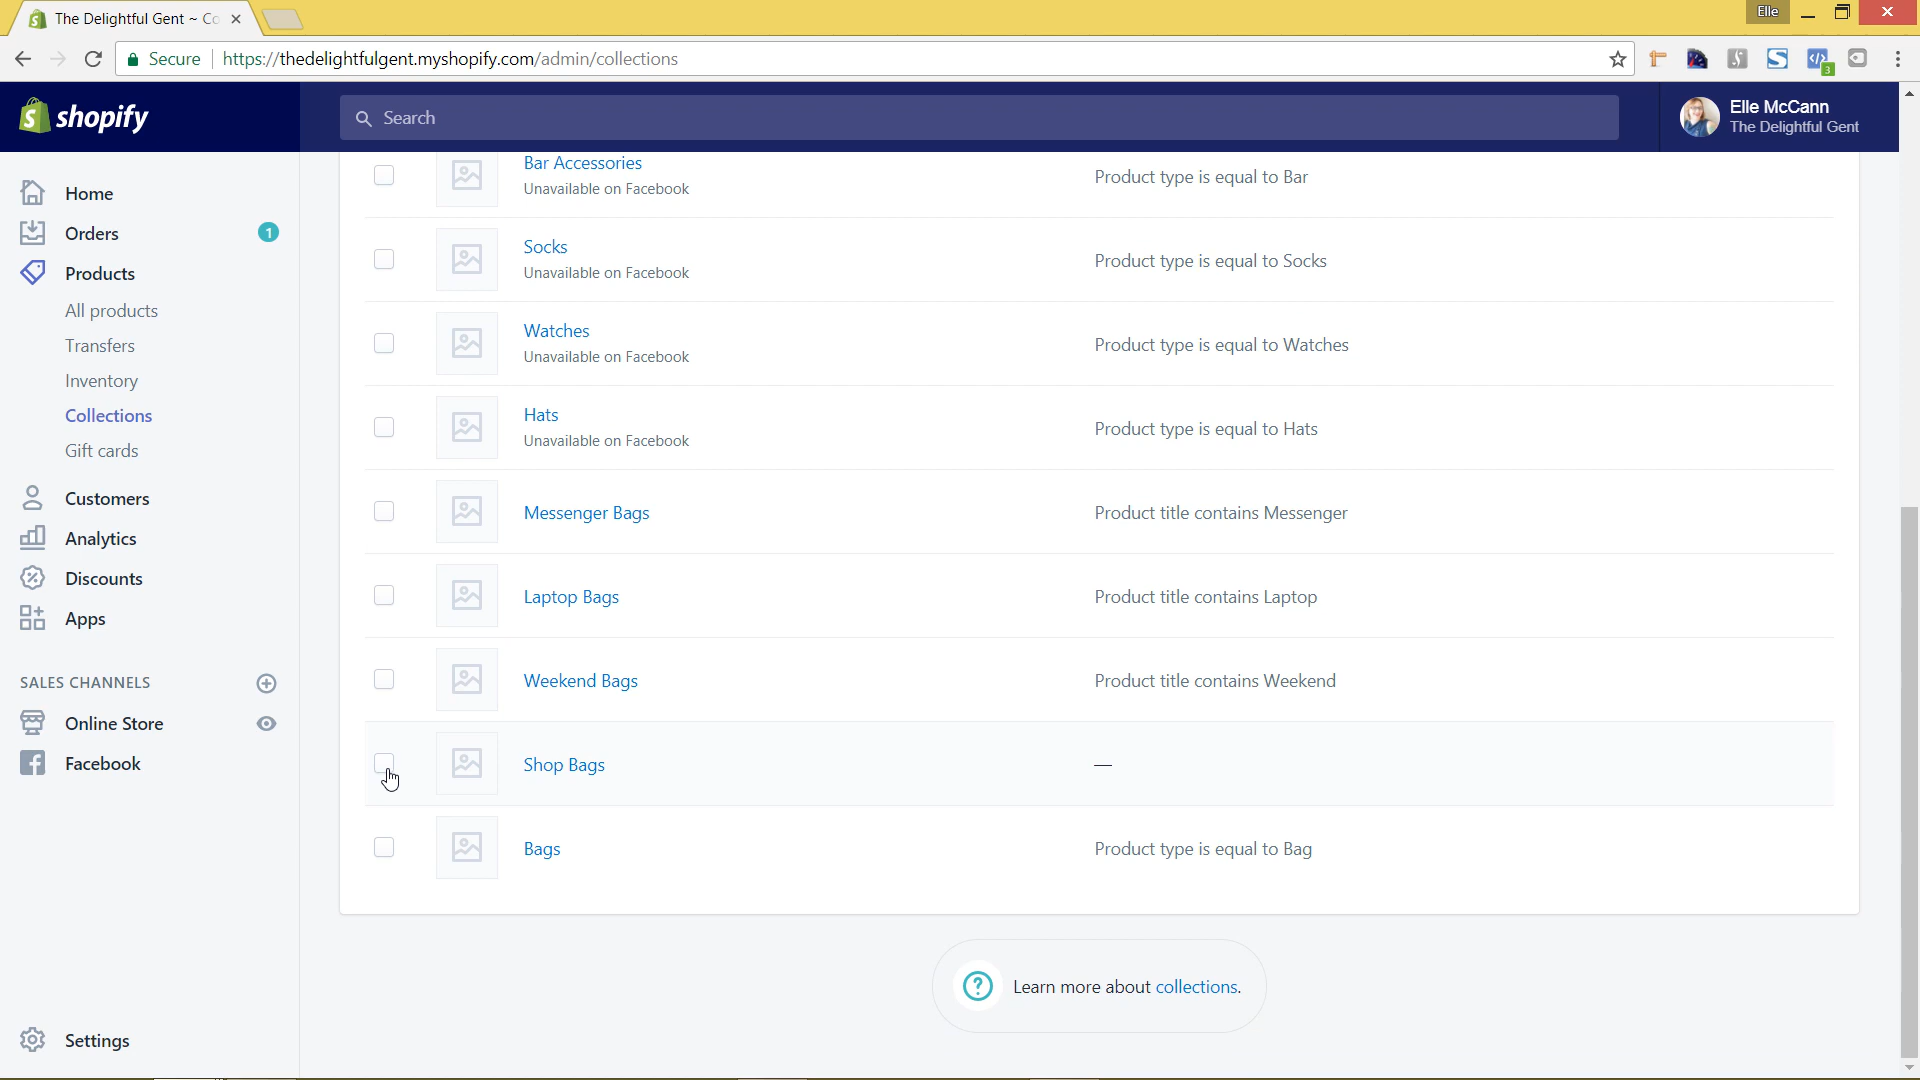 The Delightful Gent ~ Co
Elle
Secure
https://thedelightfulgent.myshopify.com/admin/collections
3
shopify
Search
Elle McCann
The Delightful Gent
Home
Orders
1
Products
All products
Transfers
Inventory
Collections
Gift cards
Customers
Analytics
Discounts
Apps
SALES CHANNELS
Online Store
Facebook
Settings
Bar Accessories
Unavailable on Facebook
Product type is equal to Bar
Socks
Unavailable on Facebook
Product type is equal to Socks
Watches
Unavailable on Facebook
Product type is equal to Watches
Hats
Unavailable on Facebook
Product type is equal to Hats
Messenger Bags
Product title contains Messenger
Laptop Bags
Product title contains Laptop
Weekend Bags
Product title contains Weekend
Shop Bags
—
Bags
Product type is equal to Bag
Learn more about collections.